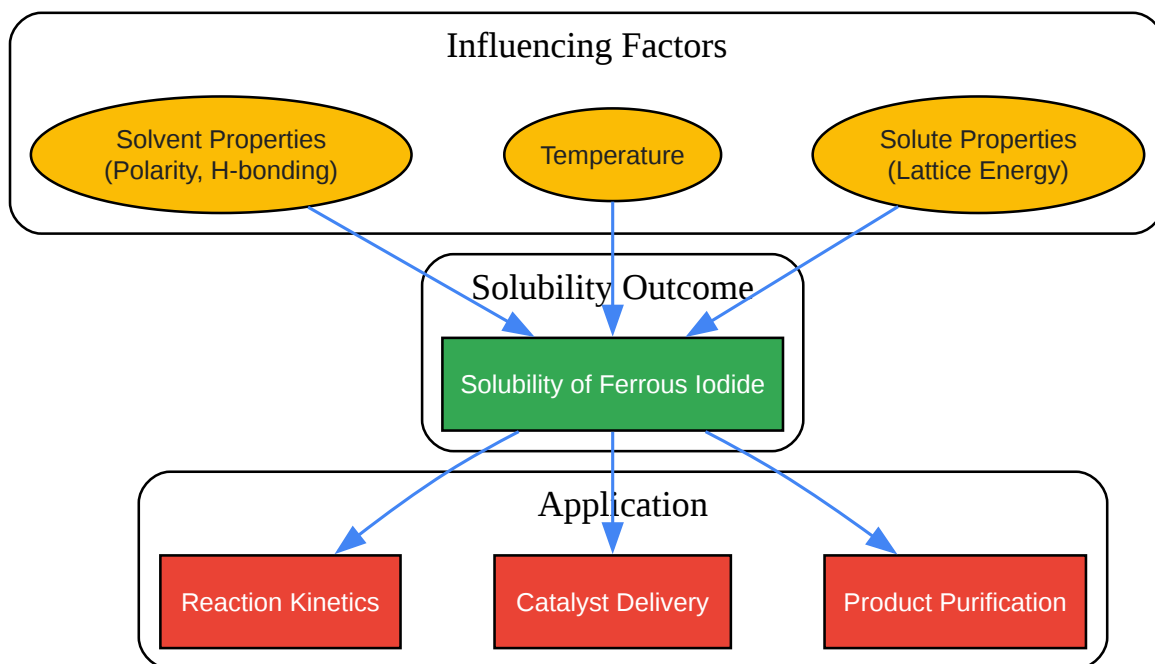 Influencing Factors
Solvent Properties
(Polarity, H-bonding)
Temperature
Solute Properties
(Lattice Energy)
Solubility Outcome
Solubility of Ferrous Iodide
Application
Reaction Kinetics
Catalyst Delivery
Product Purification